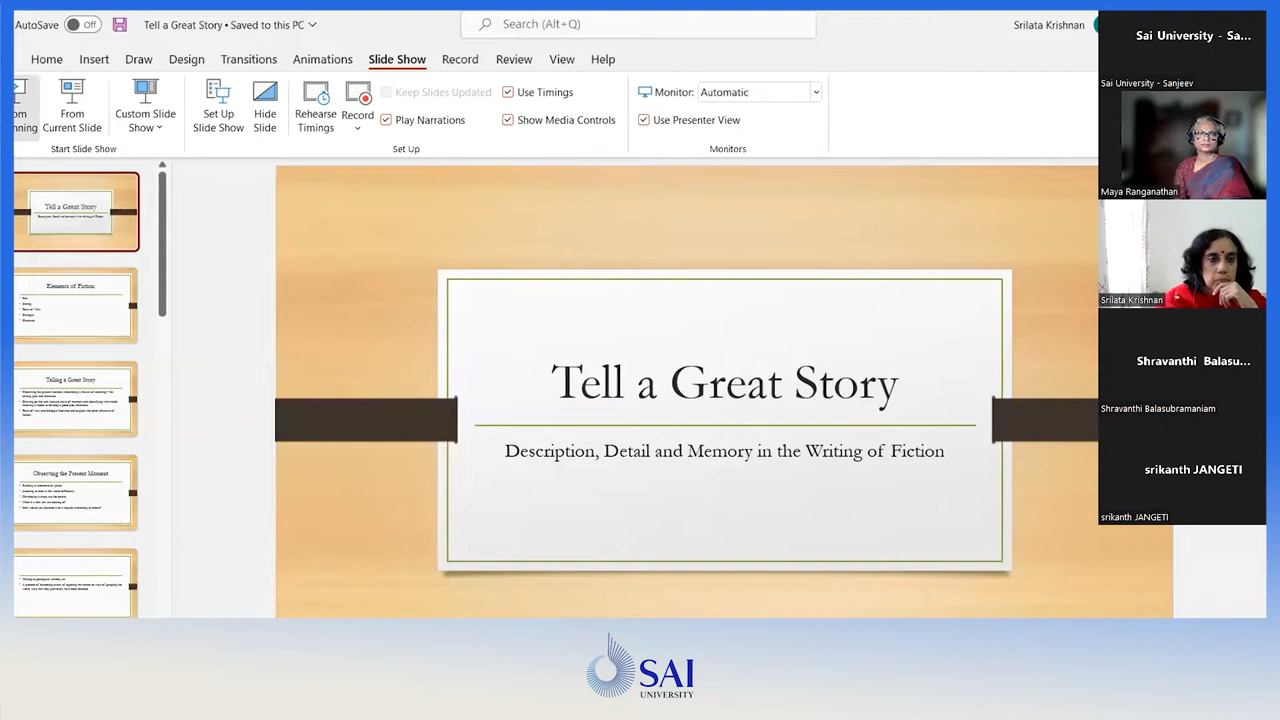 AutoSave Off Tell a Great Story • Saved to this PC Search (Alt+Q) Srilata Krishnan
Home Insert Draw Design Transitions Animations Slide Show Record Review View Help
From Current Slide
Custom Slide Show
Start Slide Show
Set Up Slide Show
Hide Slide
Rehearse Timings
Record
Keep Slides Updated
Play Narrations
Use Timings
Show Media Controls
Set Up
Monitor: Automatic
Use Presenter View
Monitors
Tell a Great Story
Elements of Fiction
Telling a Great Story
Observing the Present Moment
Tell a Great Story
Description, Detail and Memory in the Writing of Fiction
Sai University - Sa...
Sai University - Sanjeev
Maya Ranganathan
Srilata Krishnan
Shravanthi Balasu...
Shravanthi Balasubramaniam
srikanth JANGETI
srikanth JANGETI
SAI
UNIVERSITY